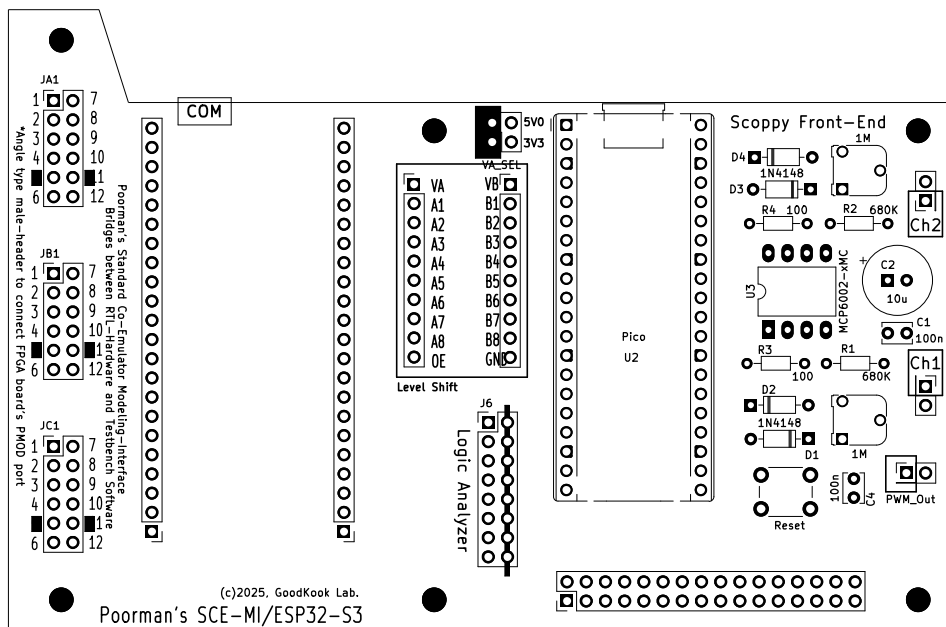 JA1
1 7
2 8
3 9
4 10
11
6 12
JB1
1 7
2 8
3 9
4 10
1
6 12
JC1
1 7
2 8
3 9
4 10
1
6 12
*Angle type male-header to connect FPGA board's PMOD port
Poorman's Standard Co-Emulator Modeling-Interface
Bridges between RTL-Hardware and Testbench Software
COM
5V0
3V3
VA_SEL
VA VB
A1 B1
A2 B2
A3 B3
A4 B4
A5 B5
A6 B6
A7 B7
A8 B8
OE GND
Level Shift
J6
Logic Analyzer
Pico
U2
Scoppy Front-End
1M
D4
1N4148
D3
R4 100
R2 680K
Ch2
U3
MCP6002-xMC
+
C2
10u
C1
100n
R3
100
R1
680K
Ch1
D2
1N4148
D1
1M
Reset
100n
C4
PWM_Out
(c)2025, GoodKook Lab.
Poorman's SCE-MI/ESP32-S3